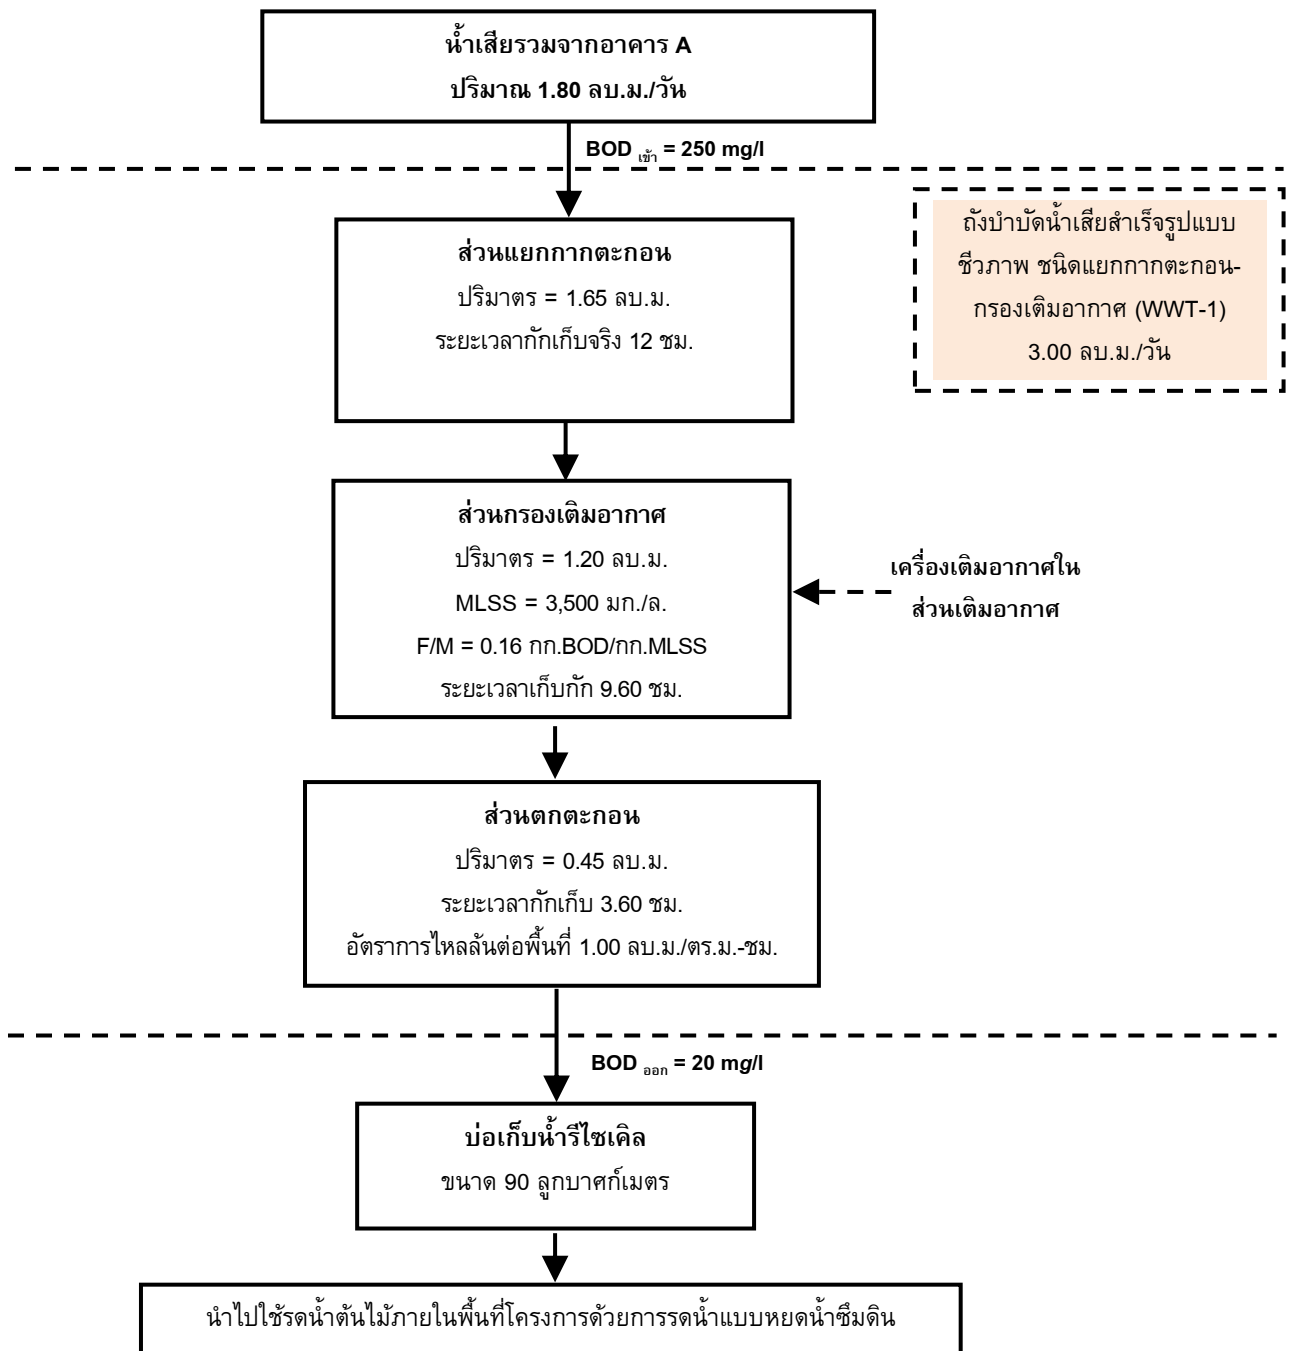 น้ำเสียรวมจากอาคาร A
ปริมาณ 1.80 ลบ.ม./วัน
BOD เข้า = 250 mg/l
ถังบำบัดน้ำเสียสำเร็จรูปแบบ
ชีวภาพ ชนิดแยกกากตะกอน-
กรองเติมอากาศ (WWT-1)
3.00 ลบ.ม./วัน
ส่วนแยกกากตะกอน
ปริมาตร = 1.65 ลบ.ม.
ระยะเวลากักเก็บจริง 12 ชม.
ส่วนกรองเติมอากาศ
ปริมาตร = 1.20 ลบ.ม.
MLSS = 3,500 มก./ล.
F/M = 0.16 กก.BOD/กก.MLSS
ระยะเวลาเก็บกัก 9.60 ชม.
เครื่องเติมอากาศใน
ส่วนเติมอากาศ
ส่วนตกตะกอน
ปริมาตร = 0.45 ลบ.ม.
ระยะเวลากักเก็บ 3.60 ชม.
อัตราการไหลล้นต่อพื้นที่ 1.00 ลบ.ม./ตร.ม.-ชม.
BOD ออก = 20 mg/l
บ่อเก็บน้ำรีไซเคิล
ขนาด 90 ลูกบาศก์เมตร
นำไปใช้รดน้ำต้นไม้ภายในพื้นที่โครงการด้วยการรดน้ำแบบหยดน้ำซึมดิน